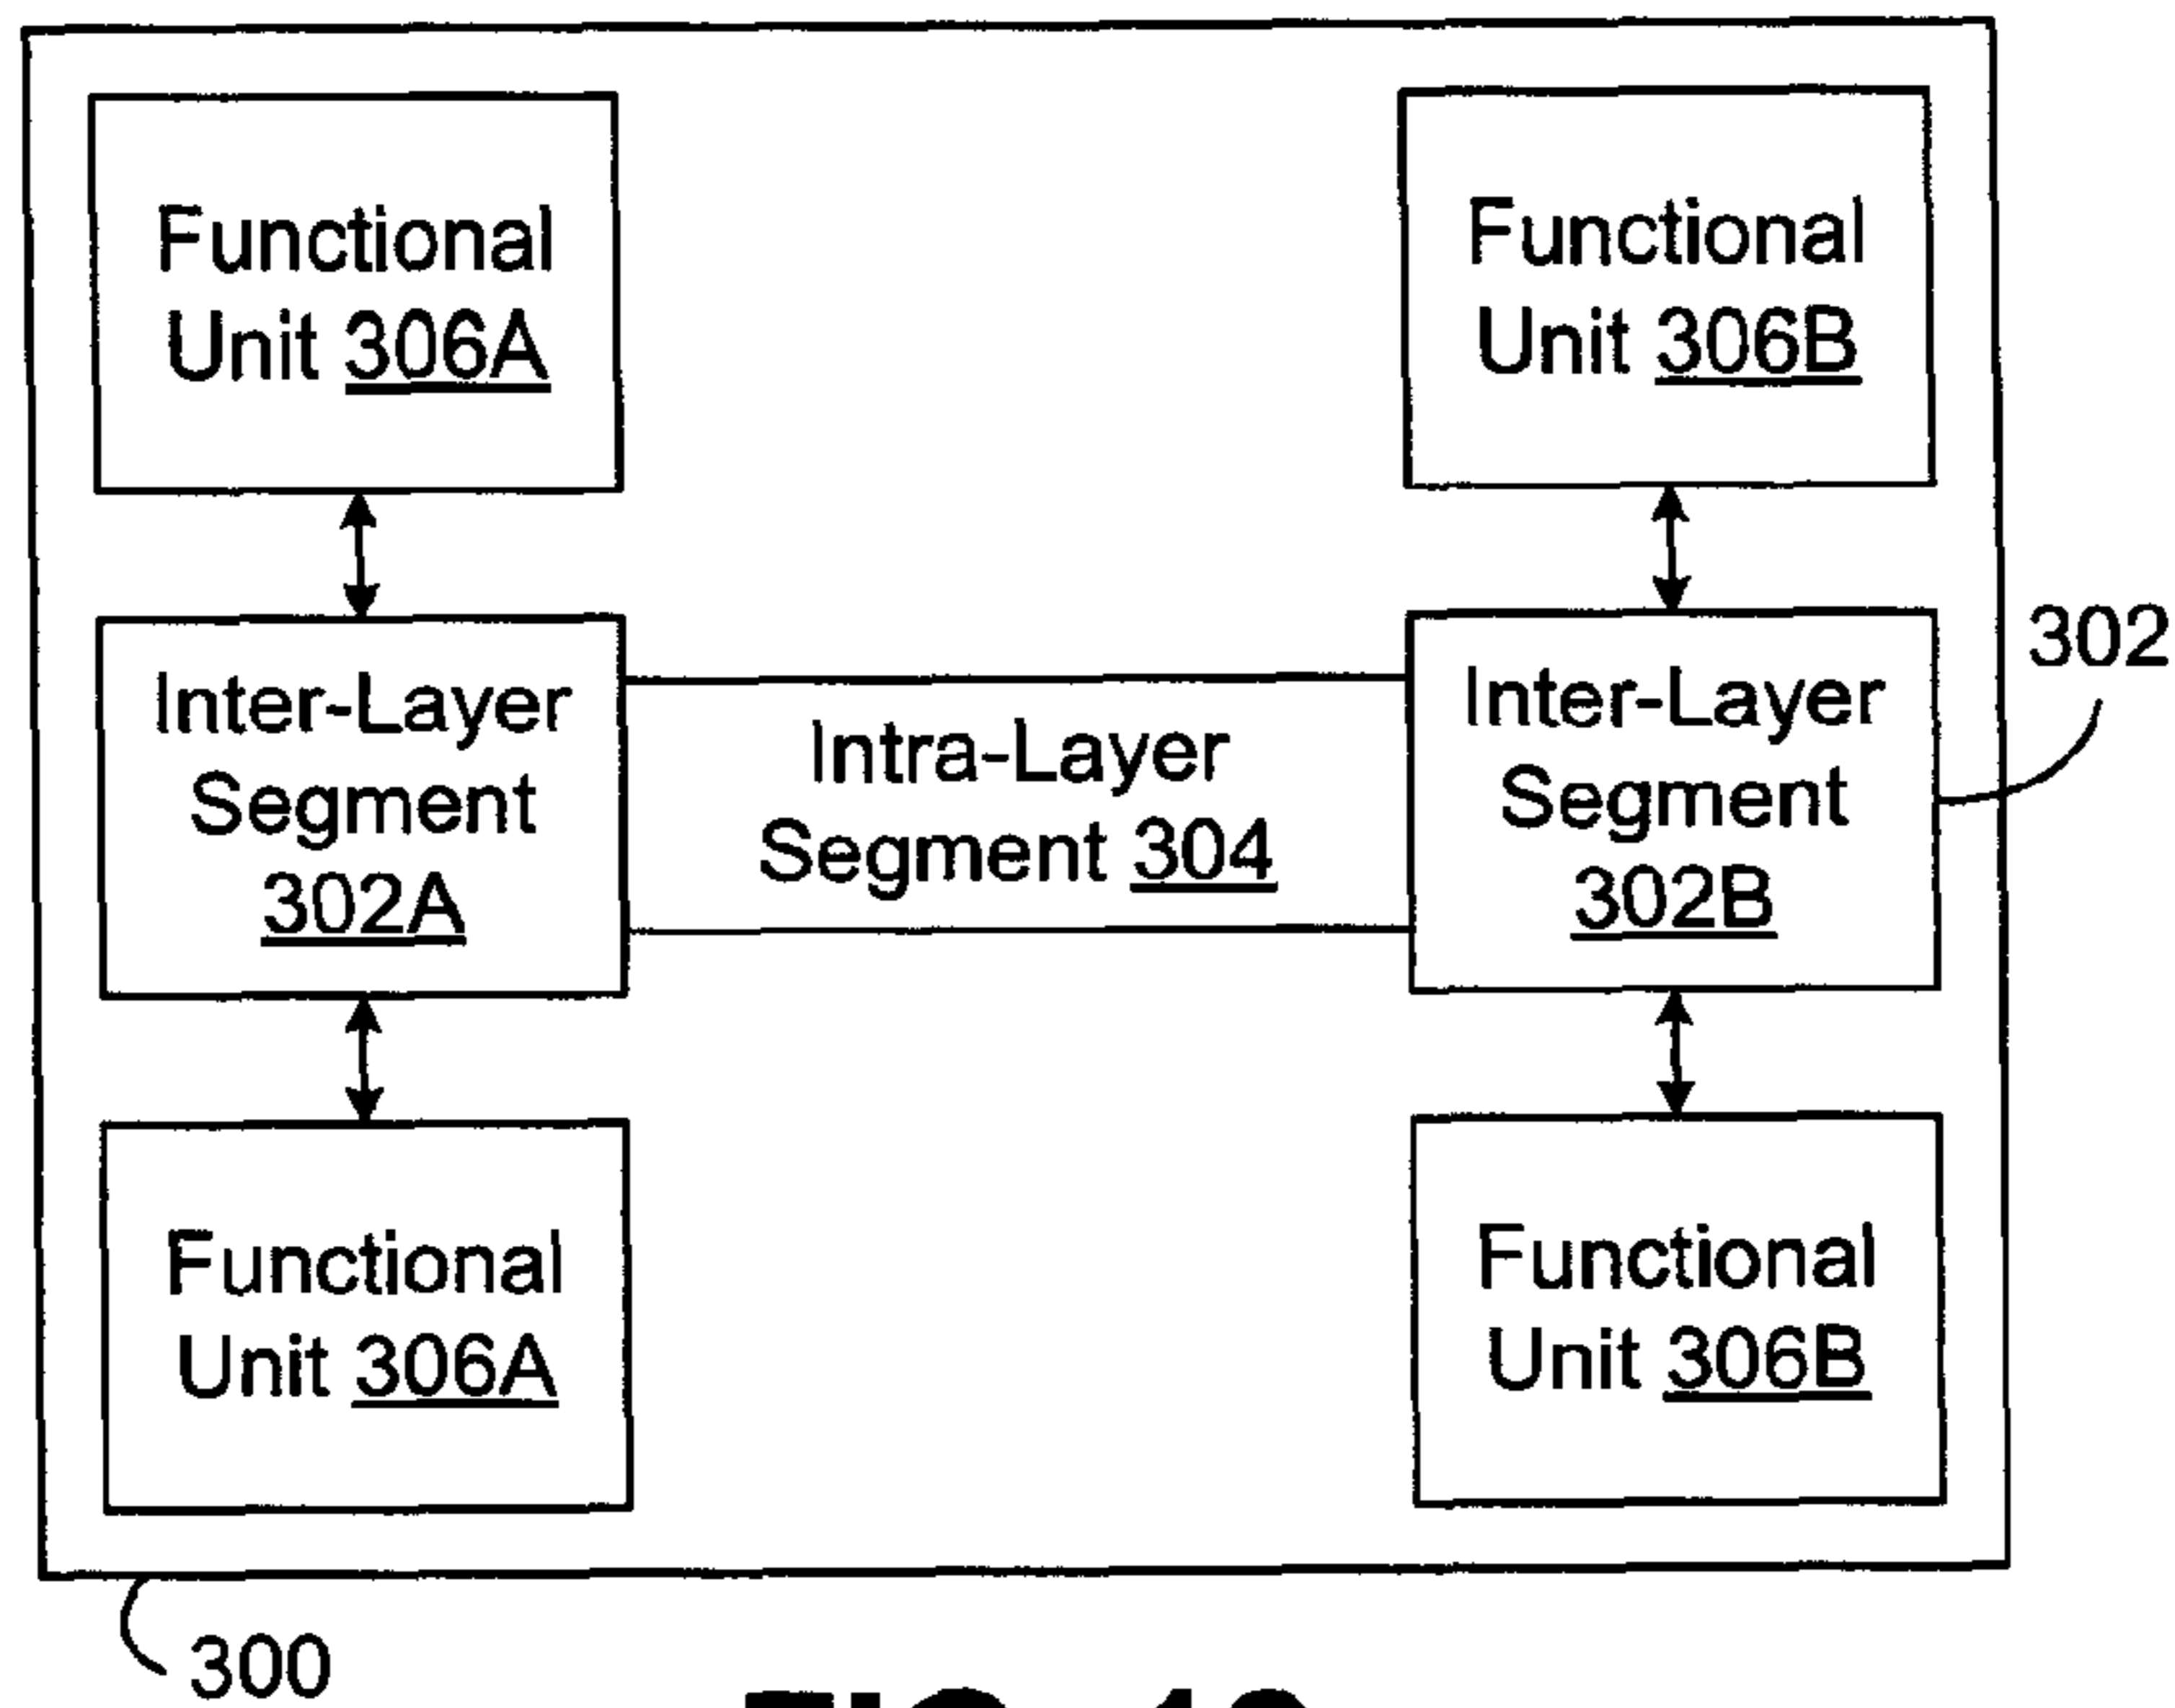 Functional
Unit 306A
Functional
Unit 306B
Inter-Layer
Segment
302A
Intra-Layer
Segment 304
Inter-Layer
Segment
302B
302
Functional
Unit 306A
Functional
Unit 306B
300